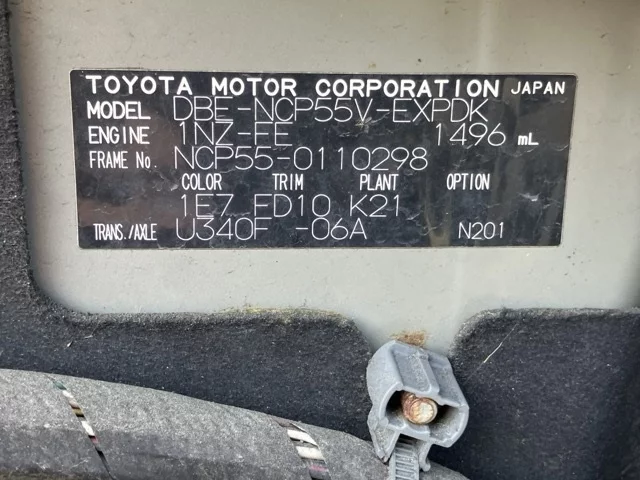 TOYOTA MOTOR CORPORATION JAPAN
MODEL DBE-NCP55V-EXPDK
ENGINE 1NZ-FE 1496 mL
FRAME No. NCP55-0110298
COLOR TRIM PLANT OPTION
1E7 FD10 K21
TRANS./AXLE U340F -06A N201